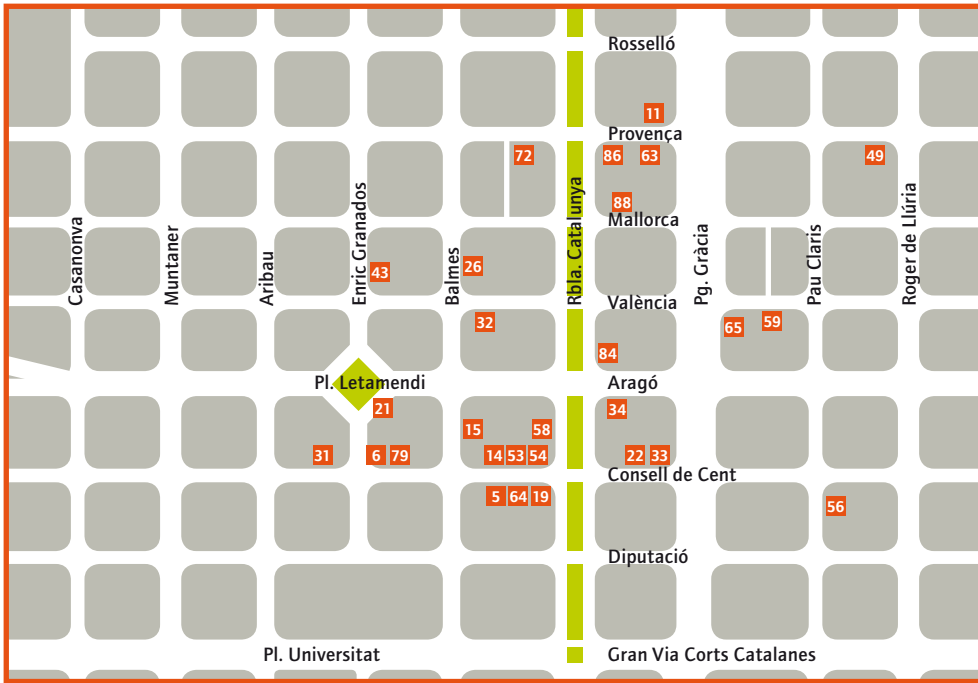 Rosselló
11
Provença
72
86
63
49
88
Mallorca
Casanonva
Muntaner
Aribau
Enric Granados
Balmes
Rbla. Catalunya
Pg. Gràcia
Pau Claris
Roger de Llúria
43
26
València
32
65
59
84
Pl. Letamendi
Aragó
21
34
15
58
31
6
79
14
53
54
22
33
Consell de Cent
5
64
19
56
Diputació
Pl. Universitat
Gran Via Corts Catalanes